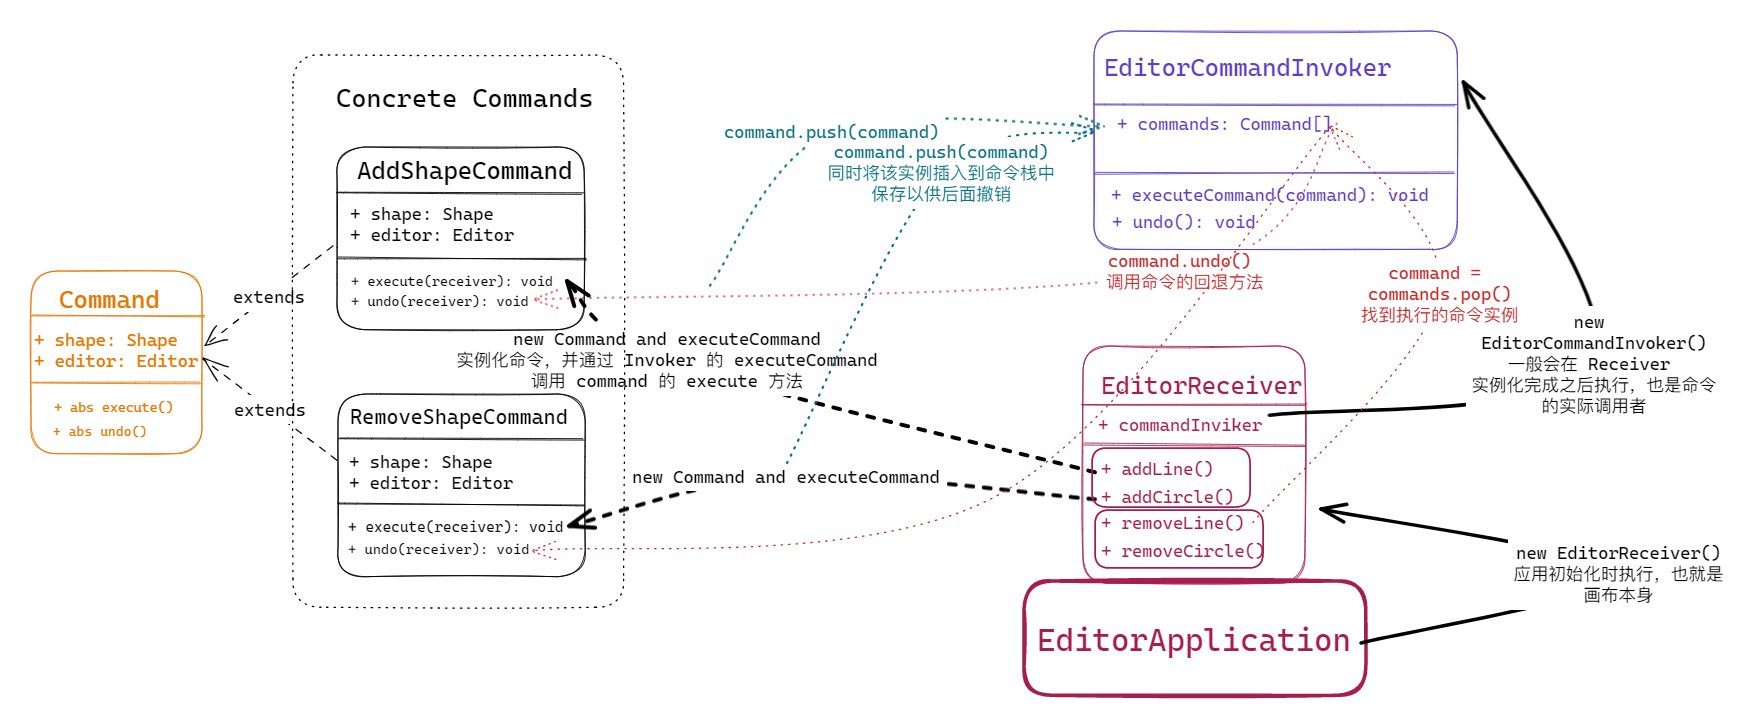 Concrete Commands
AddShapeCommand
+ shape: Shape
+ editor: Editor
+ execute(receiver): void
+ undo(receiver): void
extends
Command
+ shape: Shape
+ editor: Editor
+ abs execute()
+ abs undo()
extends
RemoveShapeCommand
+ shape: Shape
+ editor: Editor
+ execute(receiver): void
+ undo(receiver): void
command.push(command)
command.push(command)
同时将该实例插入到命令栈中
保存以供后面撤销
new Command and executeCommand
实例化命令，并通过 Invoker 的 executeCommand
调用 command 的 execute 方法
new Command and executeCommand
EditorCommandInvoker
+ commands: Command[]
+ executeCommand(command): void
+ undo(): void
command.undo()
调用命令的回退方法
command =
commands.pop()
找到执行的命令实例
new
EditorCommandInvoker()
一般会在 Receiver
实例化完成之后执行，也是命令
的实际调用者
EditorReceiver
+ commandInviker
+ addLine()
+ addCircle()
+ removeLine()
+ removeCircle()
new EditorReceiver()
应用初始化时执行，也就是
画布本身
EditorApplication